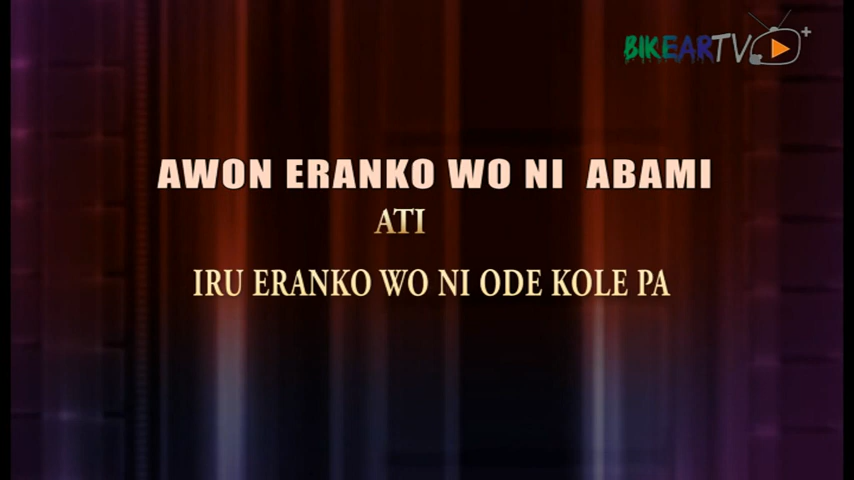 BIKEARTV+
AWON ERANKO WO NI ABAMI
ATI
IRU ERANKO WO NI ODE KOLE PA